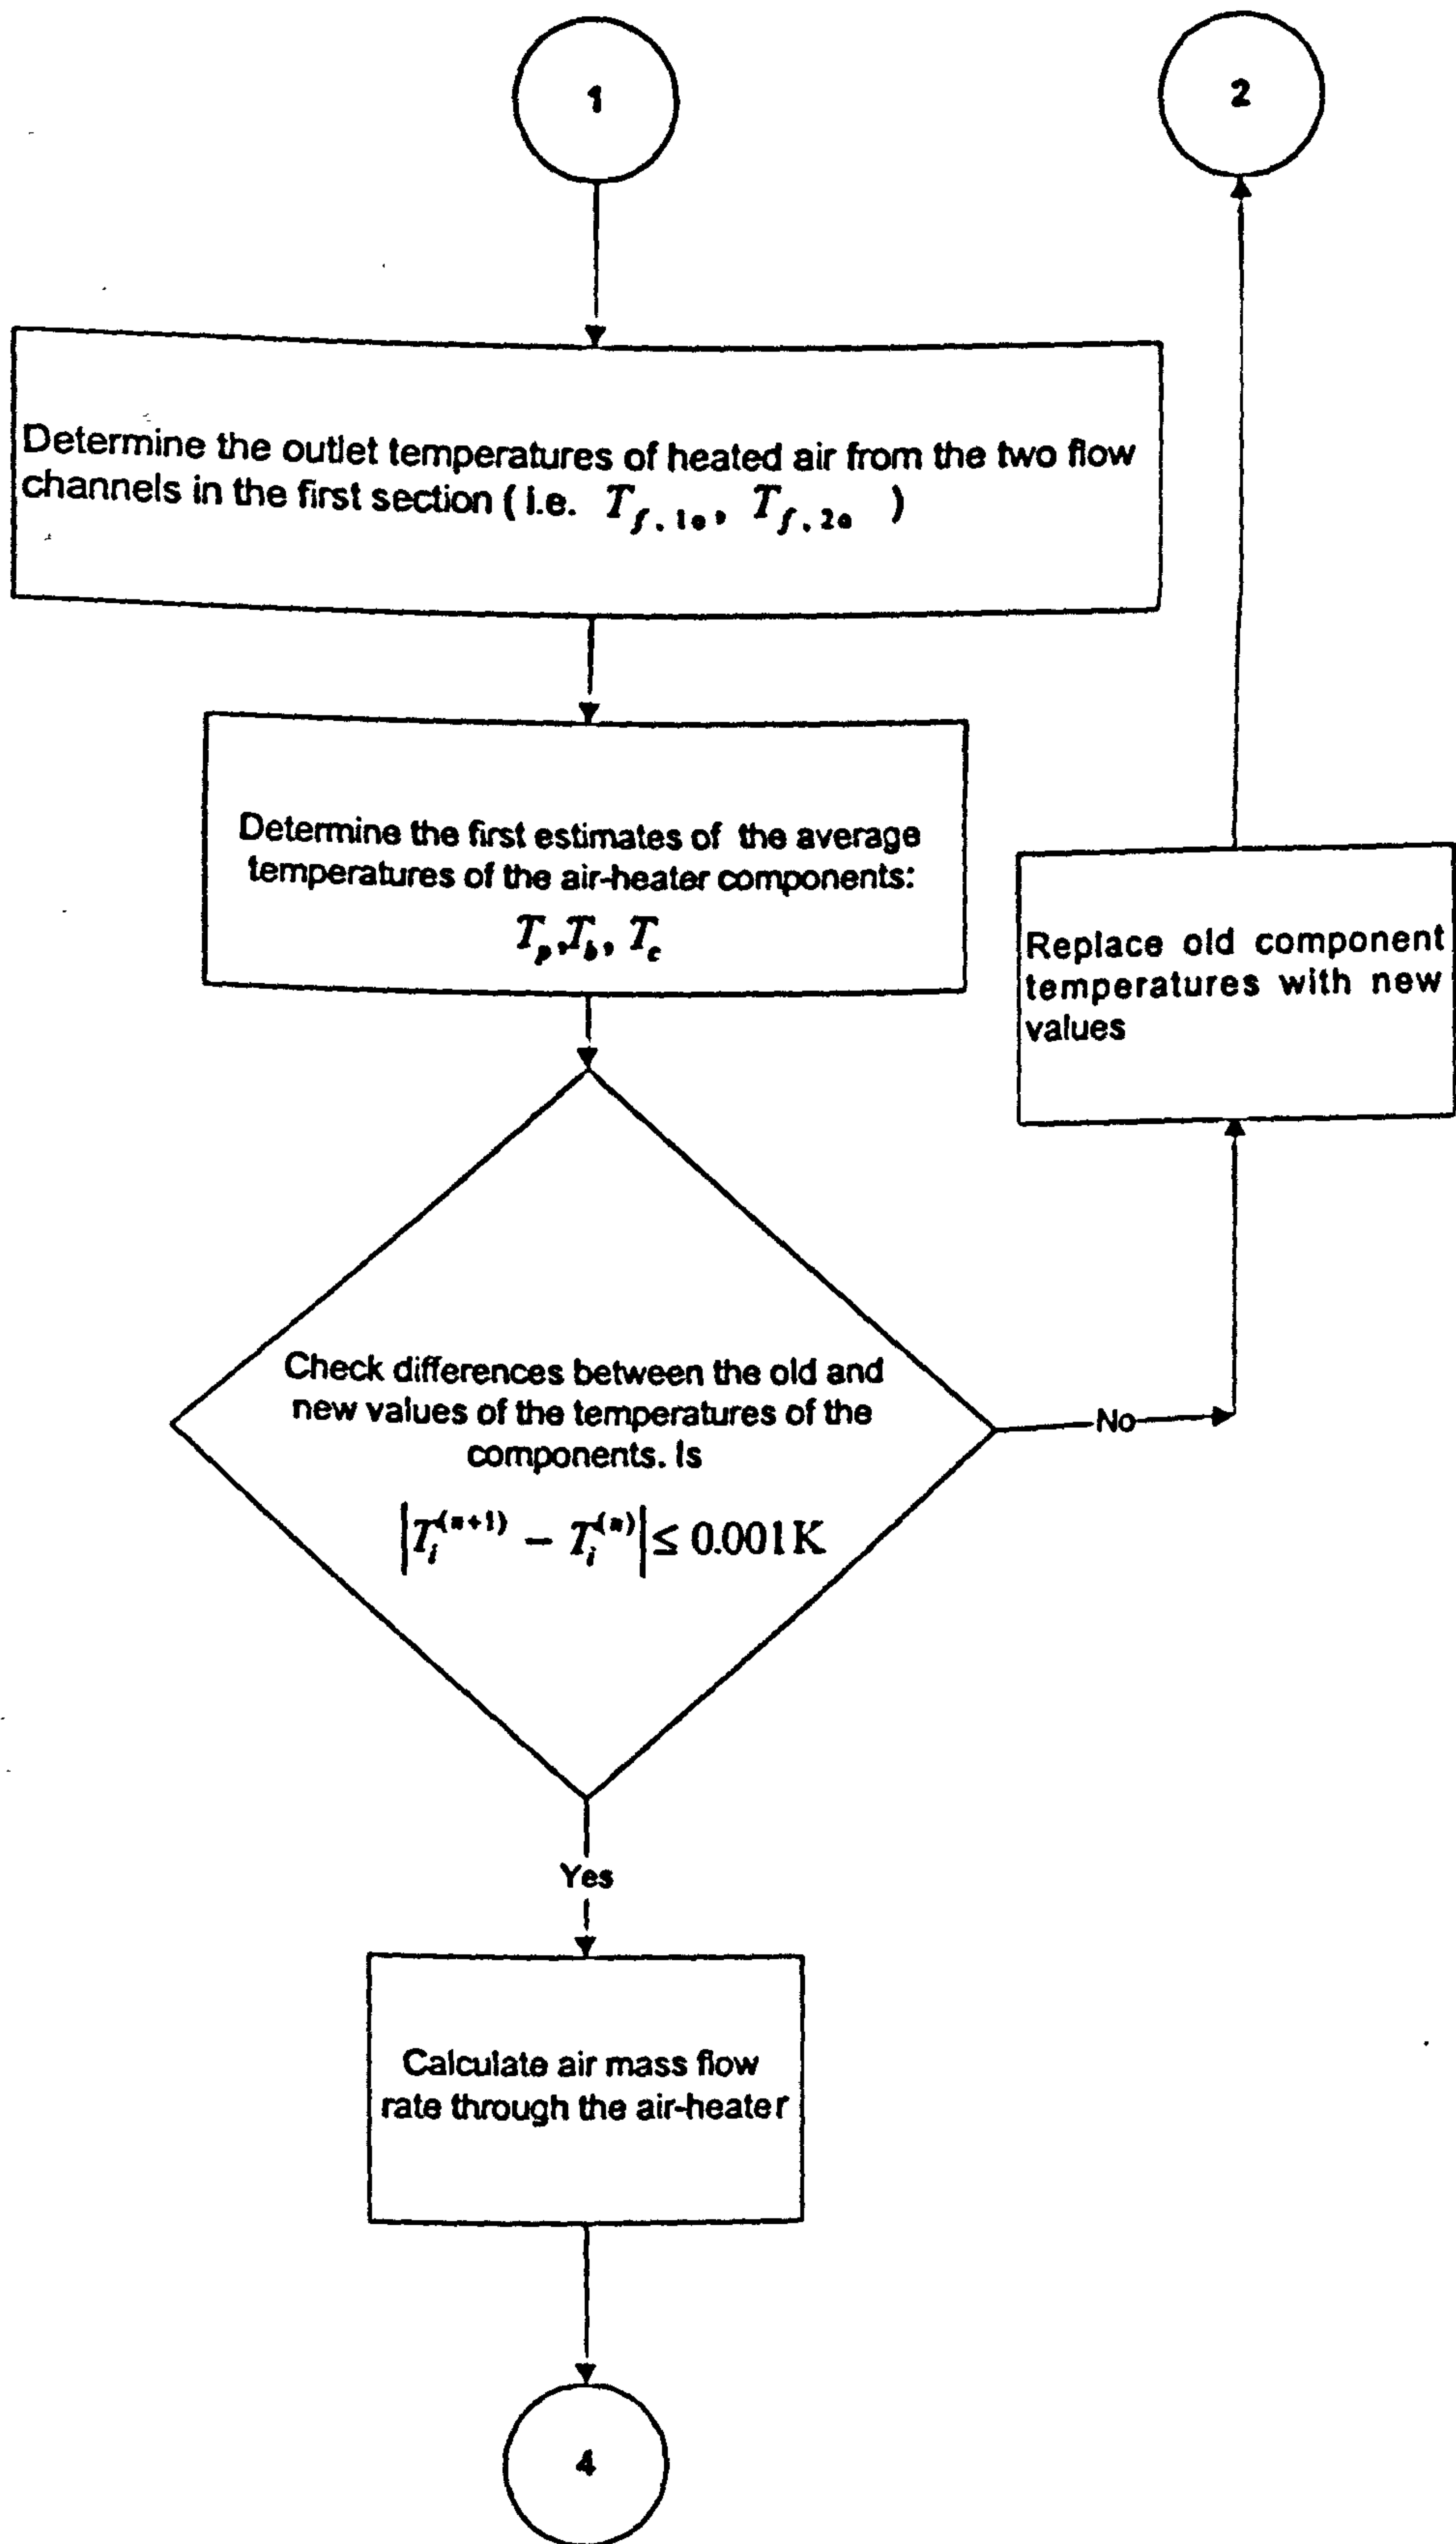 1
2
Determine the outlet temperatures of heated air from the two flow
channels in the first section ( i.e. T_{f,1o}, T_{f,2o} )
Determine the first estimates of the average
temperatures of the air-heater components:
T_p, T_b, T_c
Replace old component
temperatures with new
values
Check differences between the old and
new values of the temperatures of the
components. Is
|T_i^{(n+1)} – T_i^{(n)}| ≤ 0.001K
No
Yes
Calculate air mass flow
rate through the air-heater
4